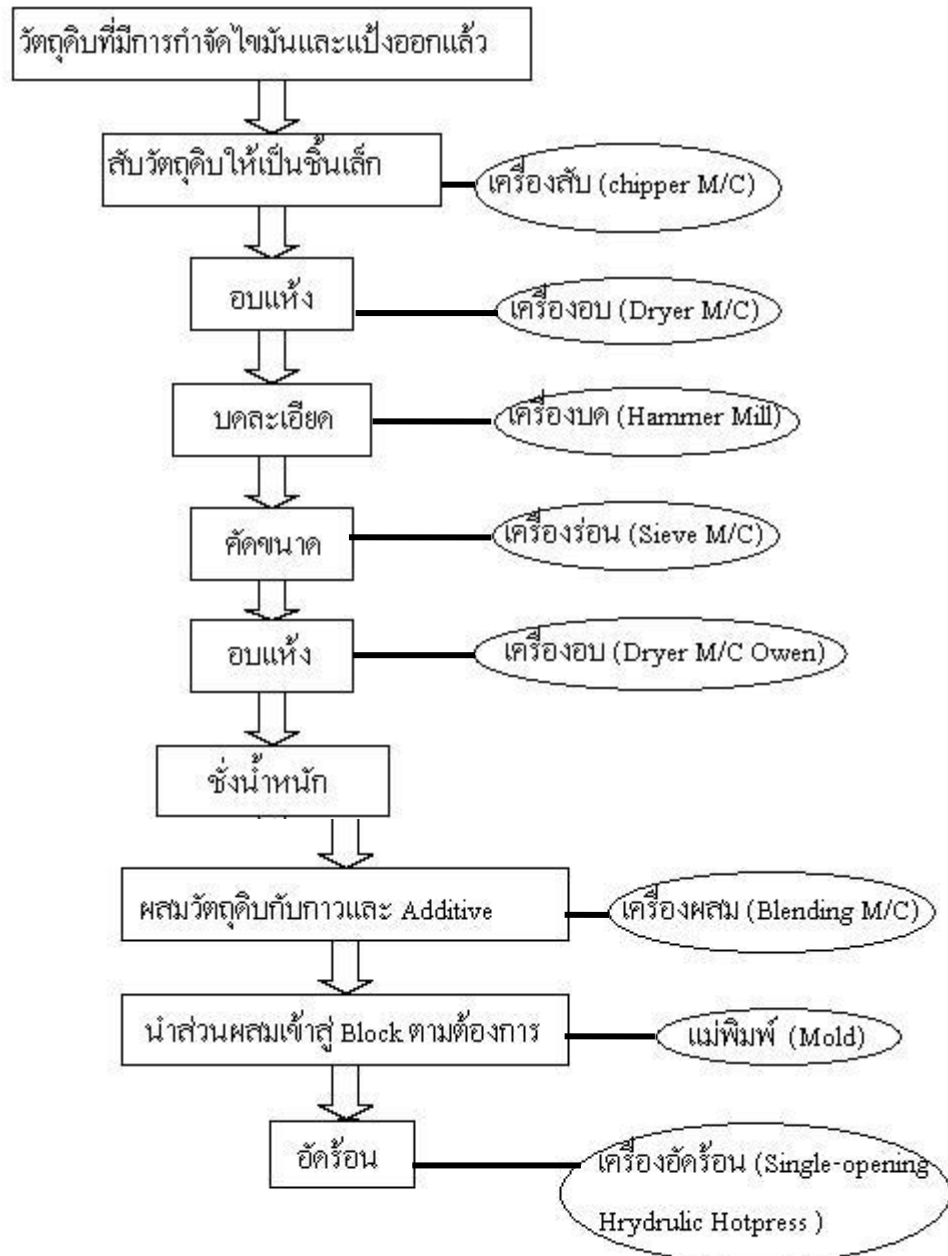 วัตถุดิบที่มีการกำจัดไขมันและแป้งออกแล้ว
สับวัตถุดิบให้เป็นชิ้นเล็ก
เครื่องสับ (chipper M/C)
อบแห้ง
เครื่องอบ (Dryer M/C)
บดละเอียด
เครื่องบด (Hammer Mill)
คัดขนาด
เครื่องร่อน (Sieve M/C)
อบแห้ง
เครื่องอบ (Dryer M/C Owen)
ชั่งน้ำหนัก
ผสมวัตถุดิบกับกาวและ Additive
เครื่องผสม (Blending M/C)
นำส่วนผสมเข้าสู่ Block ตามต้องการ
แม่พิมพ์ (Mold)
อัดร้อน
เครื่องอัดร้อน (Single-opening
Hrydrulic Hotpress )